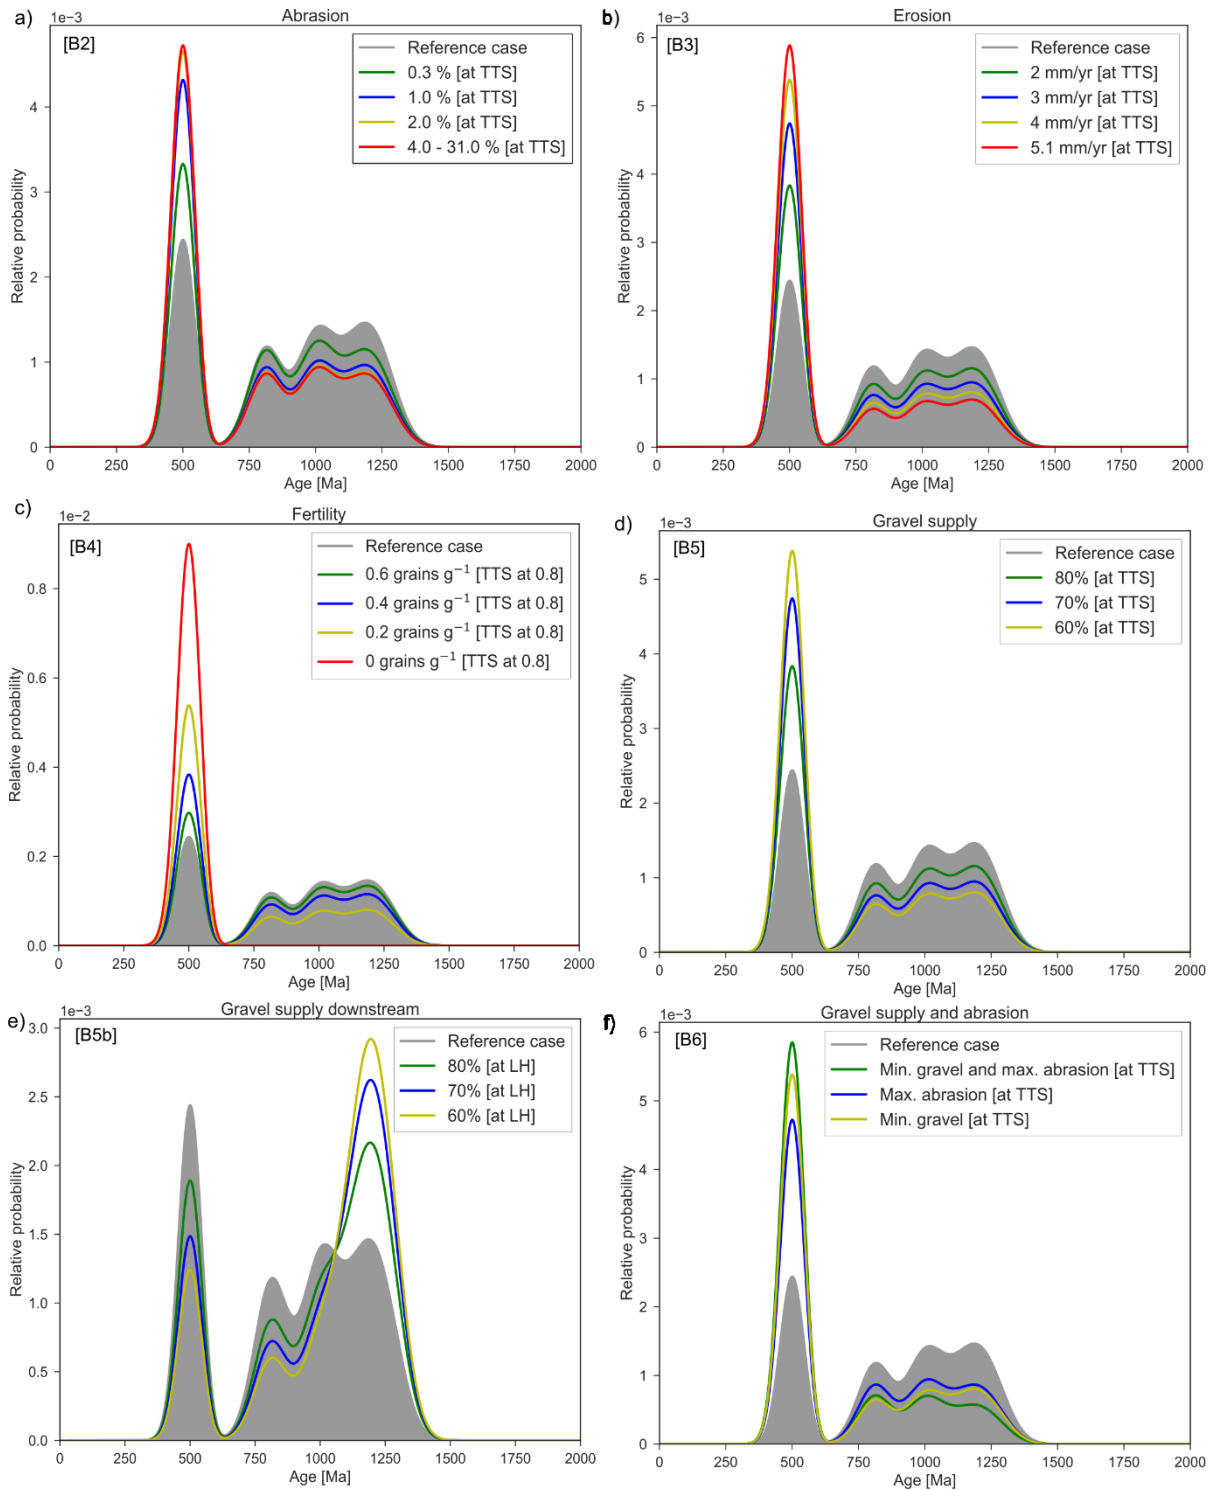 a)
Abrasion
1e−3
[B2]
Reference case
0.3 % [at TTS]
1.0 % [at TTS]
2.0 % [at TTS]
4.0 - 31.0 % [at TTS]
Relative probability
4
3
2
1
0
0 250 500 750 1000 1250 1500 1750 2000
Age [Ma]
b)
Erosion
1e−3
[B3]
Reference case
2 mm/yr [at TTS]
3 mm/yr [at TTS]
4 mm/yr [at TTS]
5.1 mm/yr [at TTS]
Relative probability
6
5
4
3
2
1
0
0 250 500 750 1000 1250 1500 1750 2000
Age [Ma]
c)
Fertility
1e−2
[B4]
Reference case
0.6 grains g⁻¹ [TTS at 0.8]
0.4 grains g⁻¹ [TTS at 0.8]
0.2 grains g⁻¹ [TTS at 0.8]
0 grains g⁻¹ [TTS at 0.8]
Relative probability
0.8
0.6
0.4
0.2
0.0
0 250 500 750 1000 1250 1500 1750 2000
Age [Ma]
d)
Gravel supply
1e−3
[B5]
Reference case
80% [at TTS]
70% [at TTS]
60% [at TTS]
Relative probability
5
4
3
2
1
0
0 250 500 750 1000 1250 1500 1750 2000
Age [Ma]
e)
Gravel supply downstream
1e−3
[B5b]
Reference case
80% [at LH]
70% [at LH]
60% [at LH]
Relative probability
3.0
2.5
2.0
1.5
1.0
0.5
0.0
0 250 500 750 1000 1250 1500 1750 2000
Age [Ma]
f)
Gravel supply and abrasion
1e−3
[B6]
Reference case
Min. gravel and max. abrasion [at TTS]
Max. abrasion [at TTS]
Min. gravel [at TTS]
Relative probability
6
5
4
3
2
1
0
0 250 500 750 1000 1250 1500 1750 2000
Age [Ma]